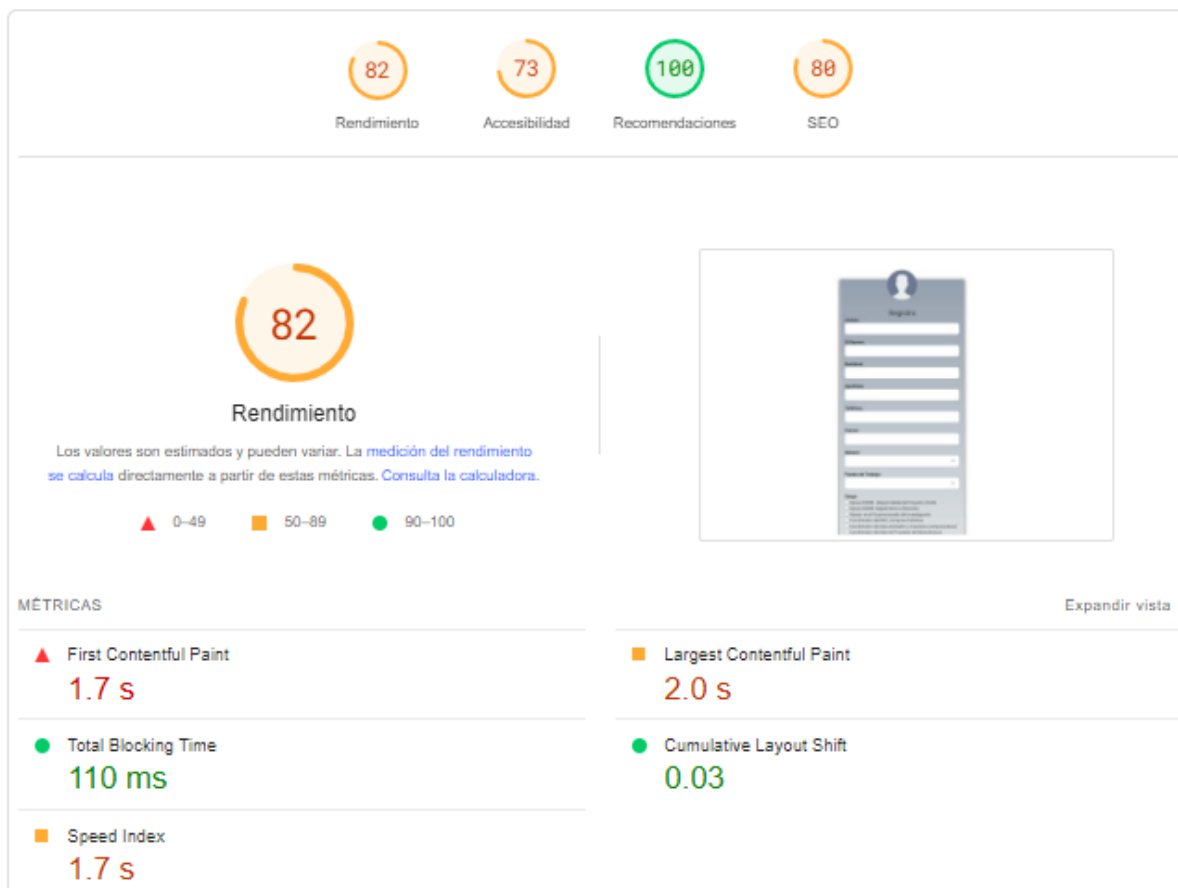 82
73
100
80
Rendimiento
Accesibilidad
Recomendaciones
SEO
82
Rendimiento
Los valores son estimados y pueden variar. La medición del rendimiento
se calcula directamente a partir de estas métricas. Consulta la calculadora.
0–49
50–89
90–100
Registro
MÉTRICAS
Expandir vista
First Contentful Paint
1.7 s
Largest Contentful Paint
2.0 s
Total Blocking Time
110 ms
Cumulative Layout Shift
0.03
Speed Index
1.7 s